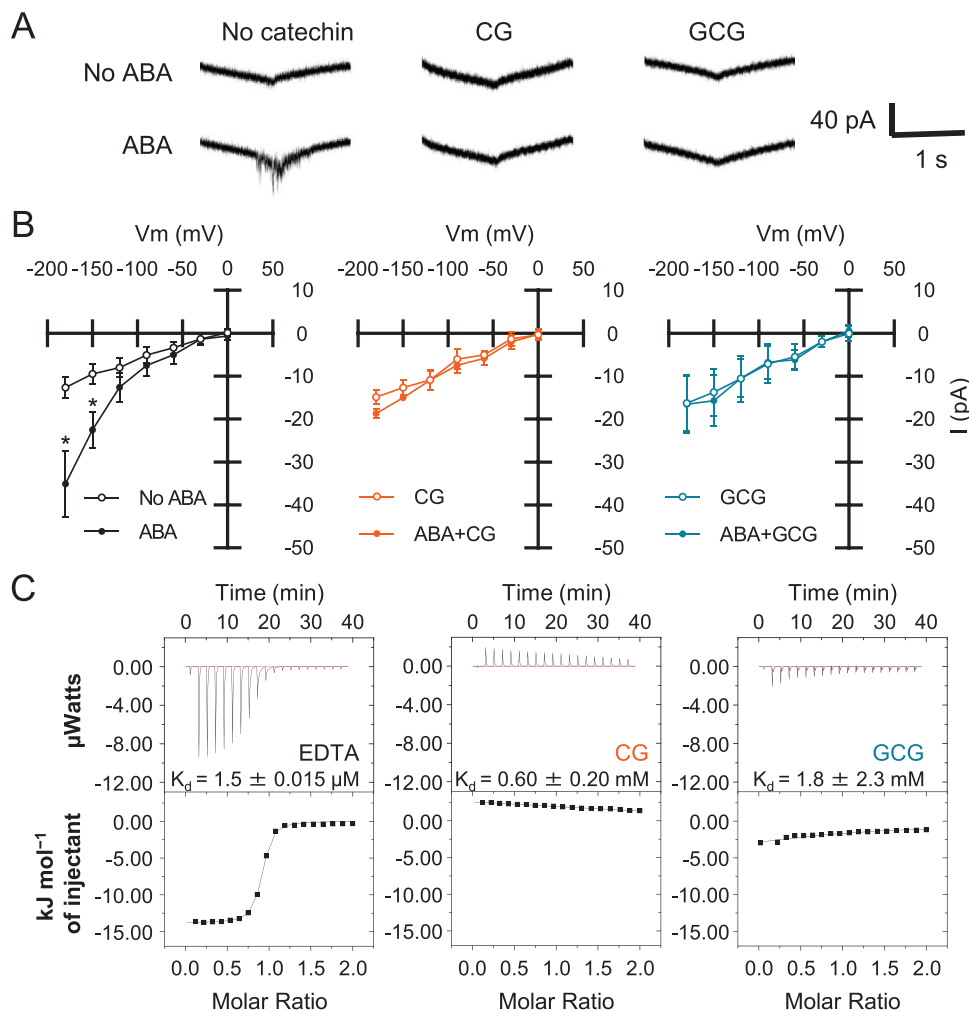 A
No catechin CG GCG
No ABA
ABA
40 pA
1 s
B
Vm (mV) Vm (mV) Vm (mV)
-200 -150 -100 -50 0 50 -200 -150 -100 -50 0 50 -200 -150 -100 -50 0 50
10 10 10
0 0 0
-10 -10 -10
* *
-20 -20 -20
-30 -30 -30
-40 -40 -40
-50 -50 -50
I (pA)
No ABA CG GCG
ABA ABA+CG ABA+GCG
C
Time (min) Time (min) Time (min)
0 10 20 30 40 0 10 20 30 40 0 10 20 30 40
µWatts
0.00 0.00 0.00
-4.00 -4.00 -4.00
-8.00 -8.00 -8.00
EDTA CG GCG
Kd = 1.5 ± 0.015 µM Kd = 0.60 ± 0.20 mM Kd = 1.8 ± 2.3 mM
-12.00 -12.00 -12.00
kJ mol⁻¹
of injectant
0.00 0.00 0.00
-5.00 -5.00 -5.00
-10.00 -10.00 -10.00
-15.00 -15.00 -15.00
0.0 0.5 1.0 1.5 2.0 0.0 0.5 1.0 1.5 2.0 0.0 0.5 1.0 1.5 2.0
Molar Ratio Molar Ratio Molar Ratio